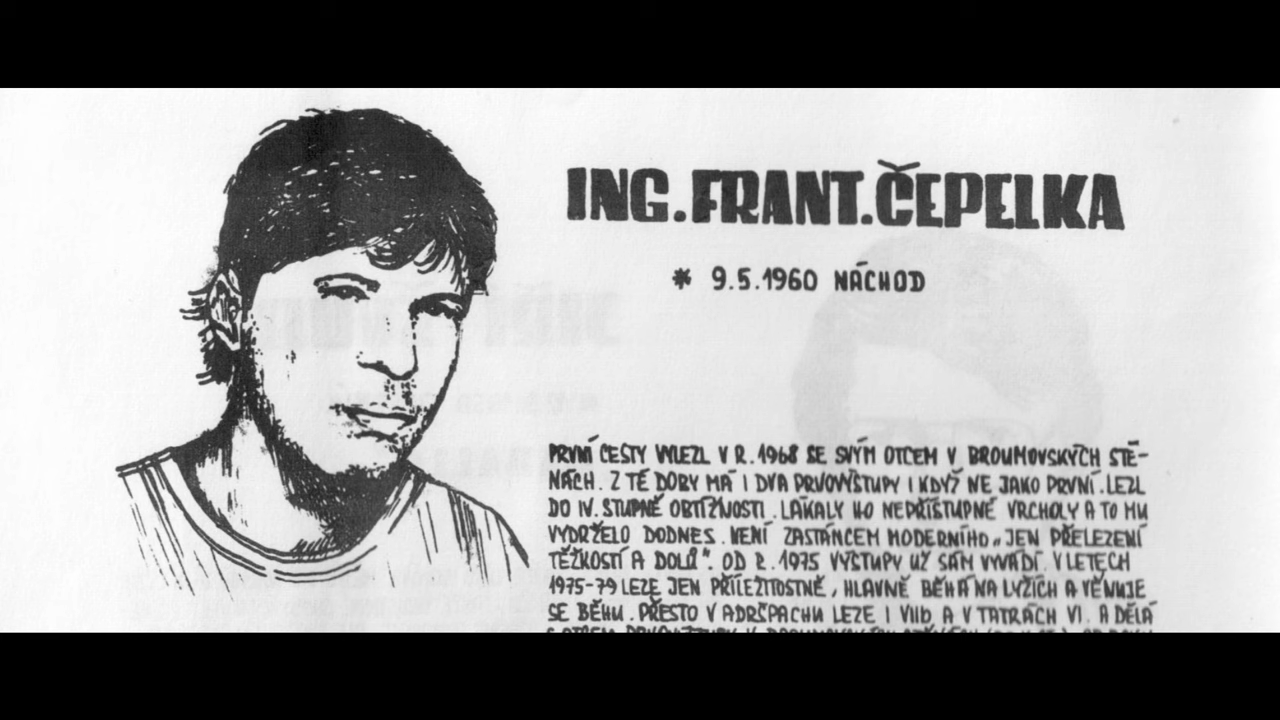 ING. FRANT. ČEPELKA
* 9.5.1960 NÁCHOD
PRVNÍ CESTY VYLEZL V R. 1968 SE SVÝM OTCEM V BROUMOVSKÝCH STĚ-
NÁCH. Z TÉ DOBY MÁ I DVA PRVOVÝSTUPY I KDYŽ NE JAKO PRVNÍ. LEZL
DO IV. STUPNĚ OBTÍŽNOSTI. LÁKALY HO NEPŘÍSTUPNÉ VRCHOLY A TO MU
VYDRŽELO DODNES. NENÍ ZASTÁNCEM MODERNÍHO „JEN PŘELEZENÍ
TĚŽKOSTÍ A DOLŮ". OD R. 1975 VÝSTUPY UŽ SÁM VYVÁDÍ. V LETECH
1975-79 LEZE JEN PŘÍLEŽITOSTNĚ, HLAVNĚ BĚHÁ NA LYŽÍCH A VĚNUJE
SE BĚHU. PŘESTO V ADRŠPACHU LEZE I VIID A V TATRÁCH VI. A DĚLÁ